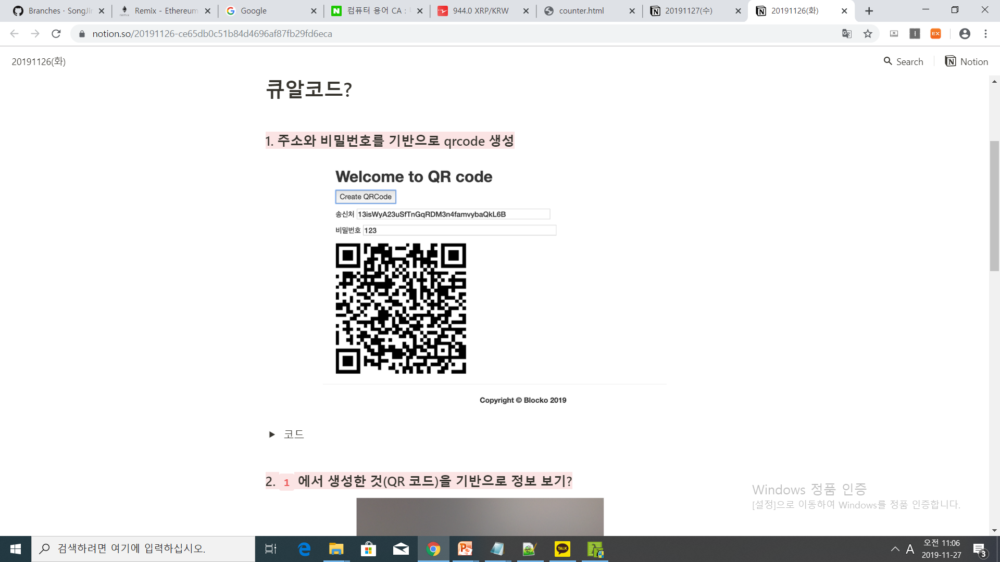 Branches · SongJin
Remix - Ethereum
Google
컴퓨터 용어 CA :
944.0 XRP/KRW
counter.html
20191127(수)
20191126(화)
notion.so/20191126-ce65db0c51b84d4696af87fb29fd6eca
EX
20191126(화)
Search
Notion
큐알코드?
1. 주소와 비밀번호를 기반으로 qrcode 생성
Welcome to QR code
Create QRCode
송신처 13isWyA23uSfTnGqRDM3n4famvybaQkL6B
비밀번호 123
Copyright © Blocko 2019
코드
2. 1 에서 생성한 것(QR 코드)을 기반으로 정보 보기?
Windows 정품 인증
[설정]으로 이동하여 Windows를 정품 인증합니다.
검색하려면 여기에 입력하십시오.
TALK
A
오전 11:06
2019-11-27
3